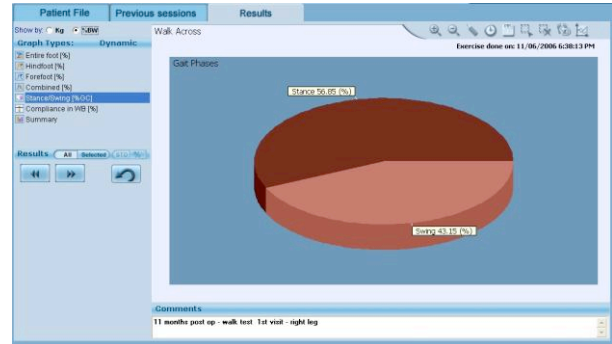 Patient File
Previous sessions
Results
Show by: Kg %BW
Walk Across
Graph Types: Dynamic
Exercise done on: 11/06/2006 6:38:13 PM
Entire foot [%]
Hindfoot [%]
Forefoot [%]
Combined [%]
Stance/Swing [%GC]
Compliance in WB [%]
Summary
Gait Phases
Stance 56.85 (%)
Swing 43.15 (%)
Results All Selected
Comments
11 months post op - walk test 1st visit - right leg